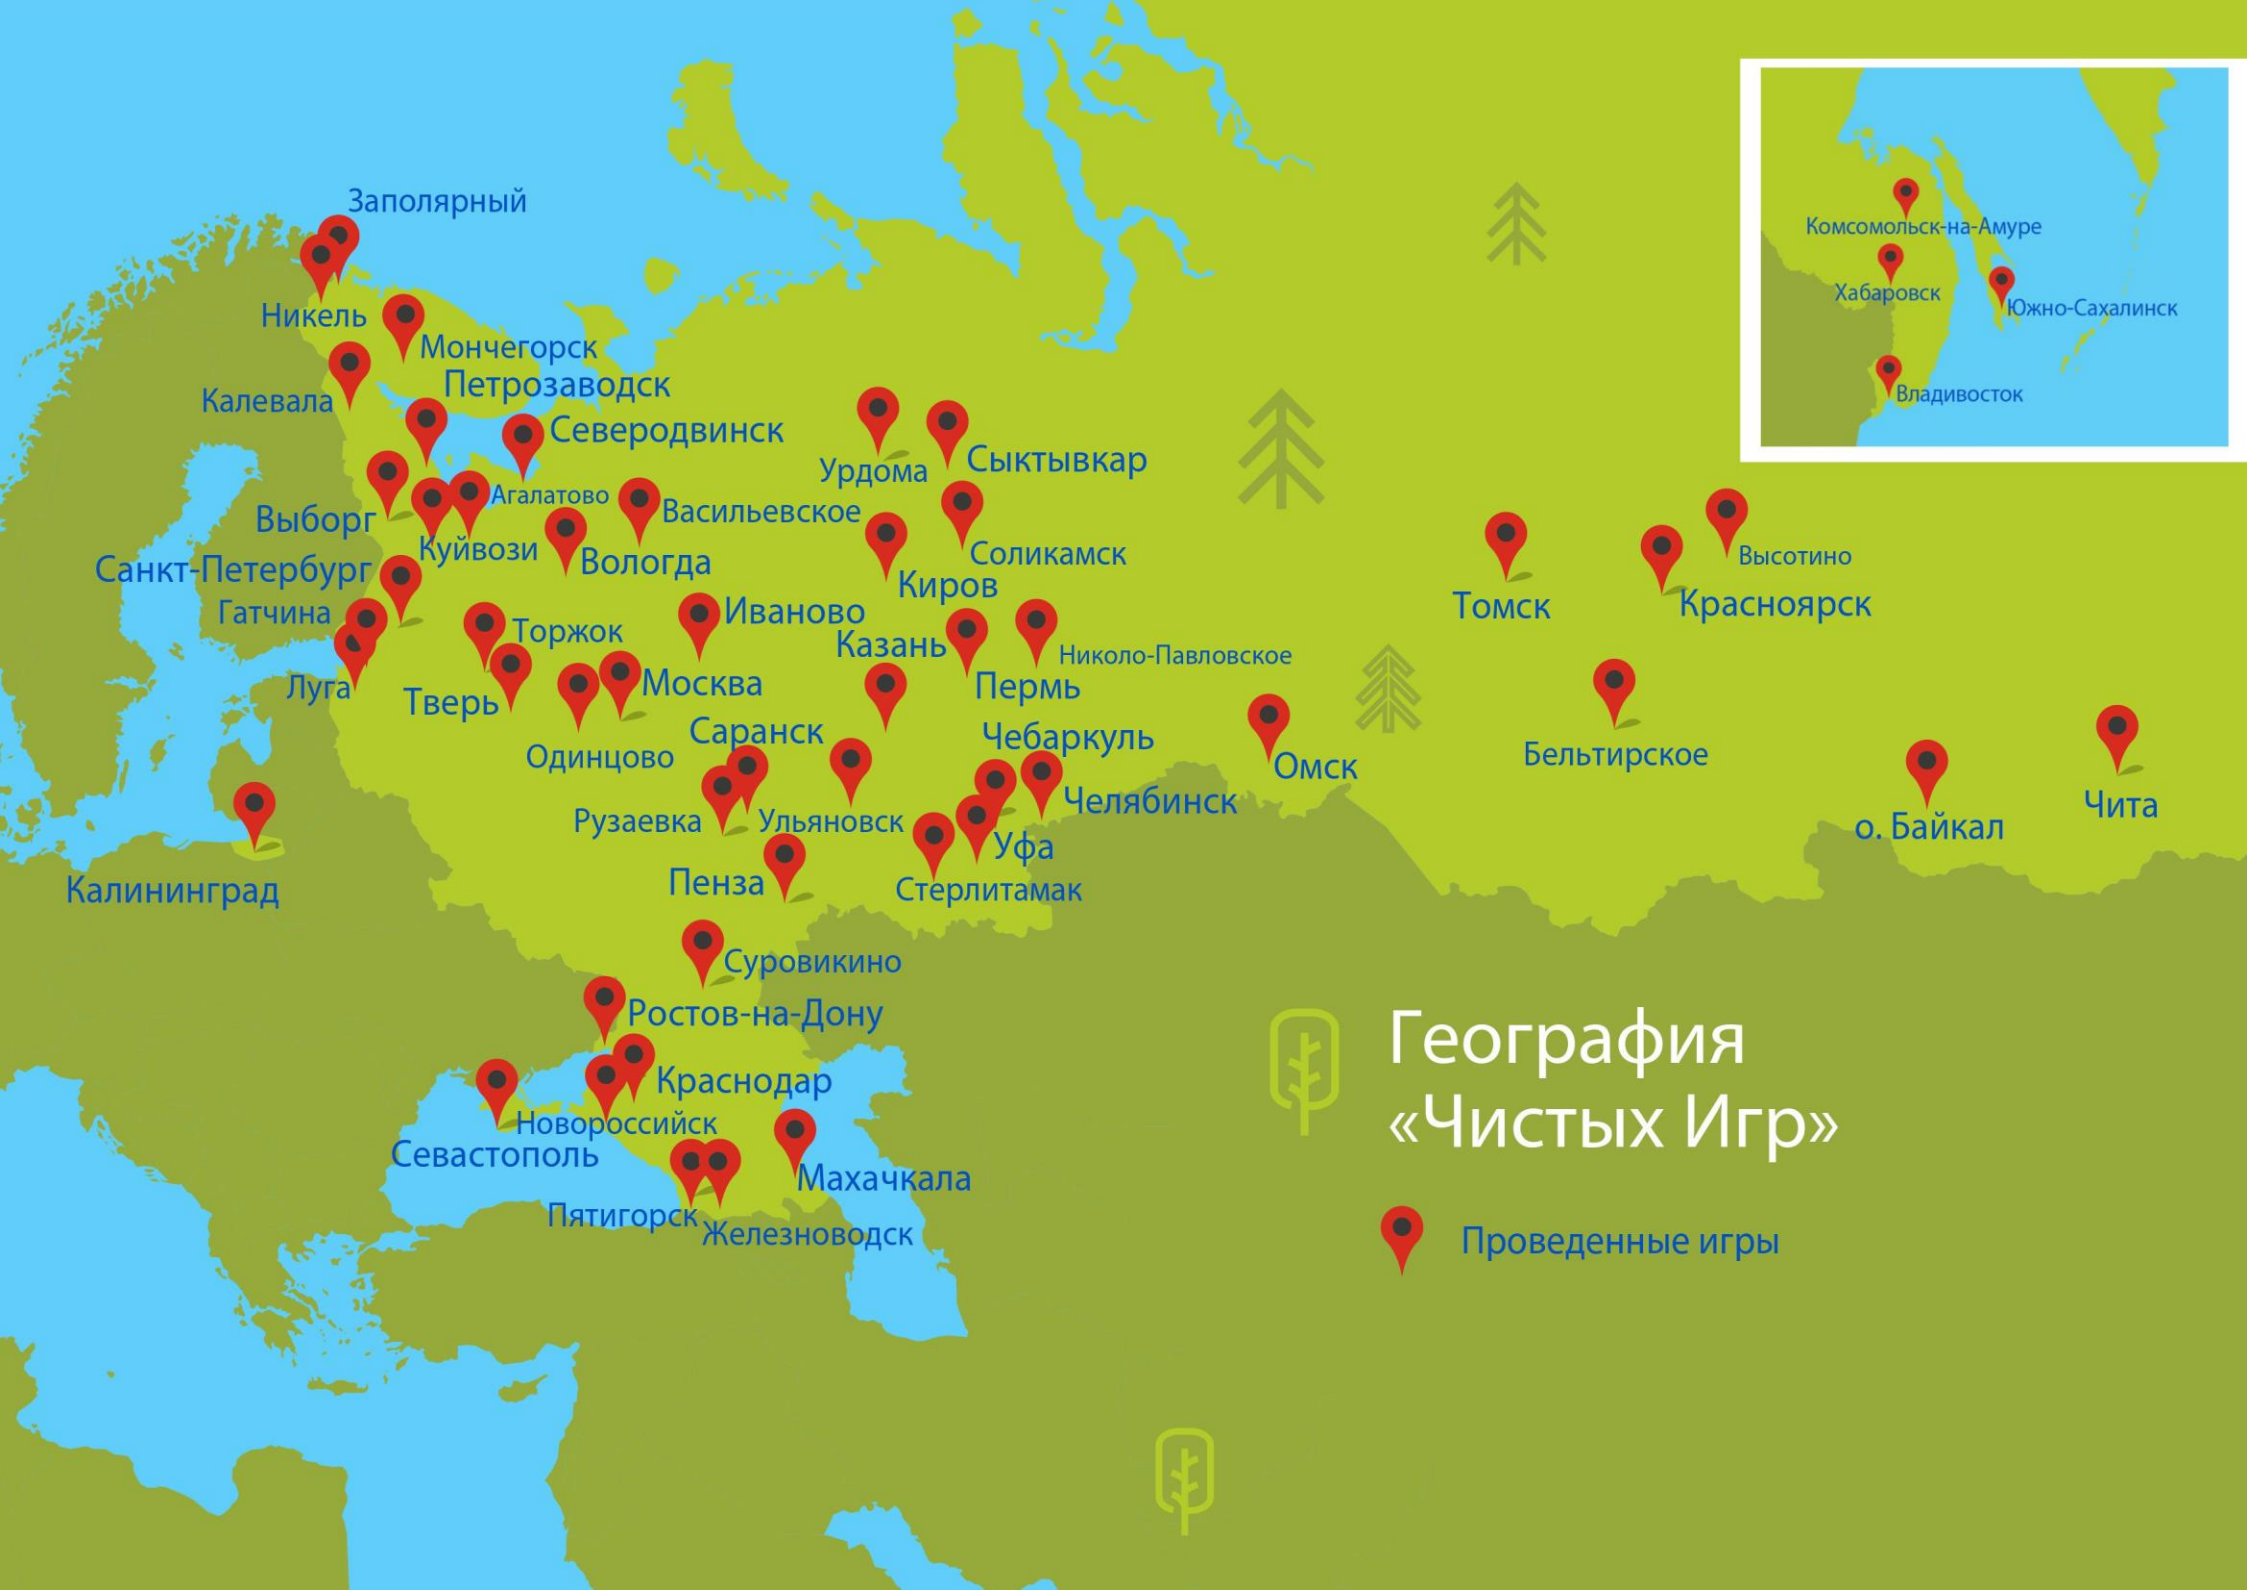 Заполярный
Никель
Мончегорск
Петрозаводск
Калевала
Северодвинск
Урдома
Сыктывкар
Агалатово
Васильевское
Выборг
Куйвози
Вологда
Соликамск
Киров
Санкт-Петербург
Гатчина
Торжок
Иваново
Казань
Николо-Павловское
Луга
Тверь
Москва
Пермь
Саранск
Чебаркуль
Одинцово
Омск
Рузаевка
Ульяновск
Челябинск
Уфа
Пенза
Стерлитамак
Калининград
Суровикино
Ростов-на-Дону
Краснодар
Новороссийск
Севастополь
Махачкала
Пятигорск
Железноводск
Томск
Высотино
Красноярск
Бельтирское
о. Байкал
Чита
Комсомольск-на-Амуре
Хабаровск
Южно-Сахалинск
Владивосток
География
«Чистых Игр»
Проведенные игры